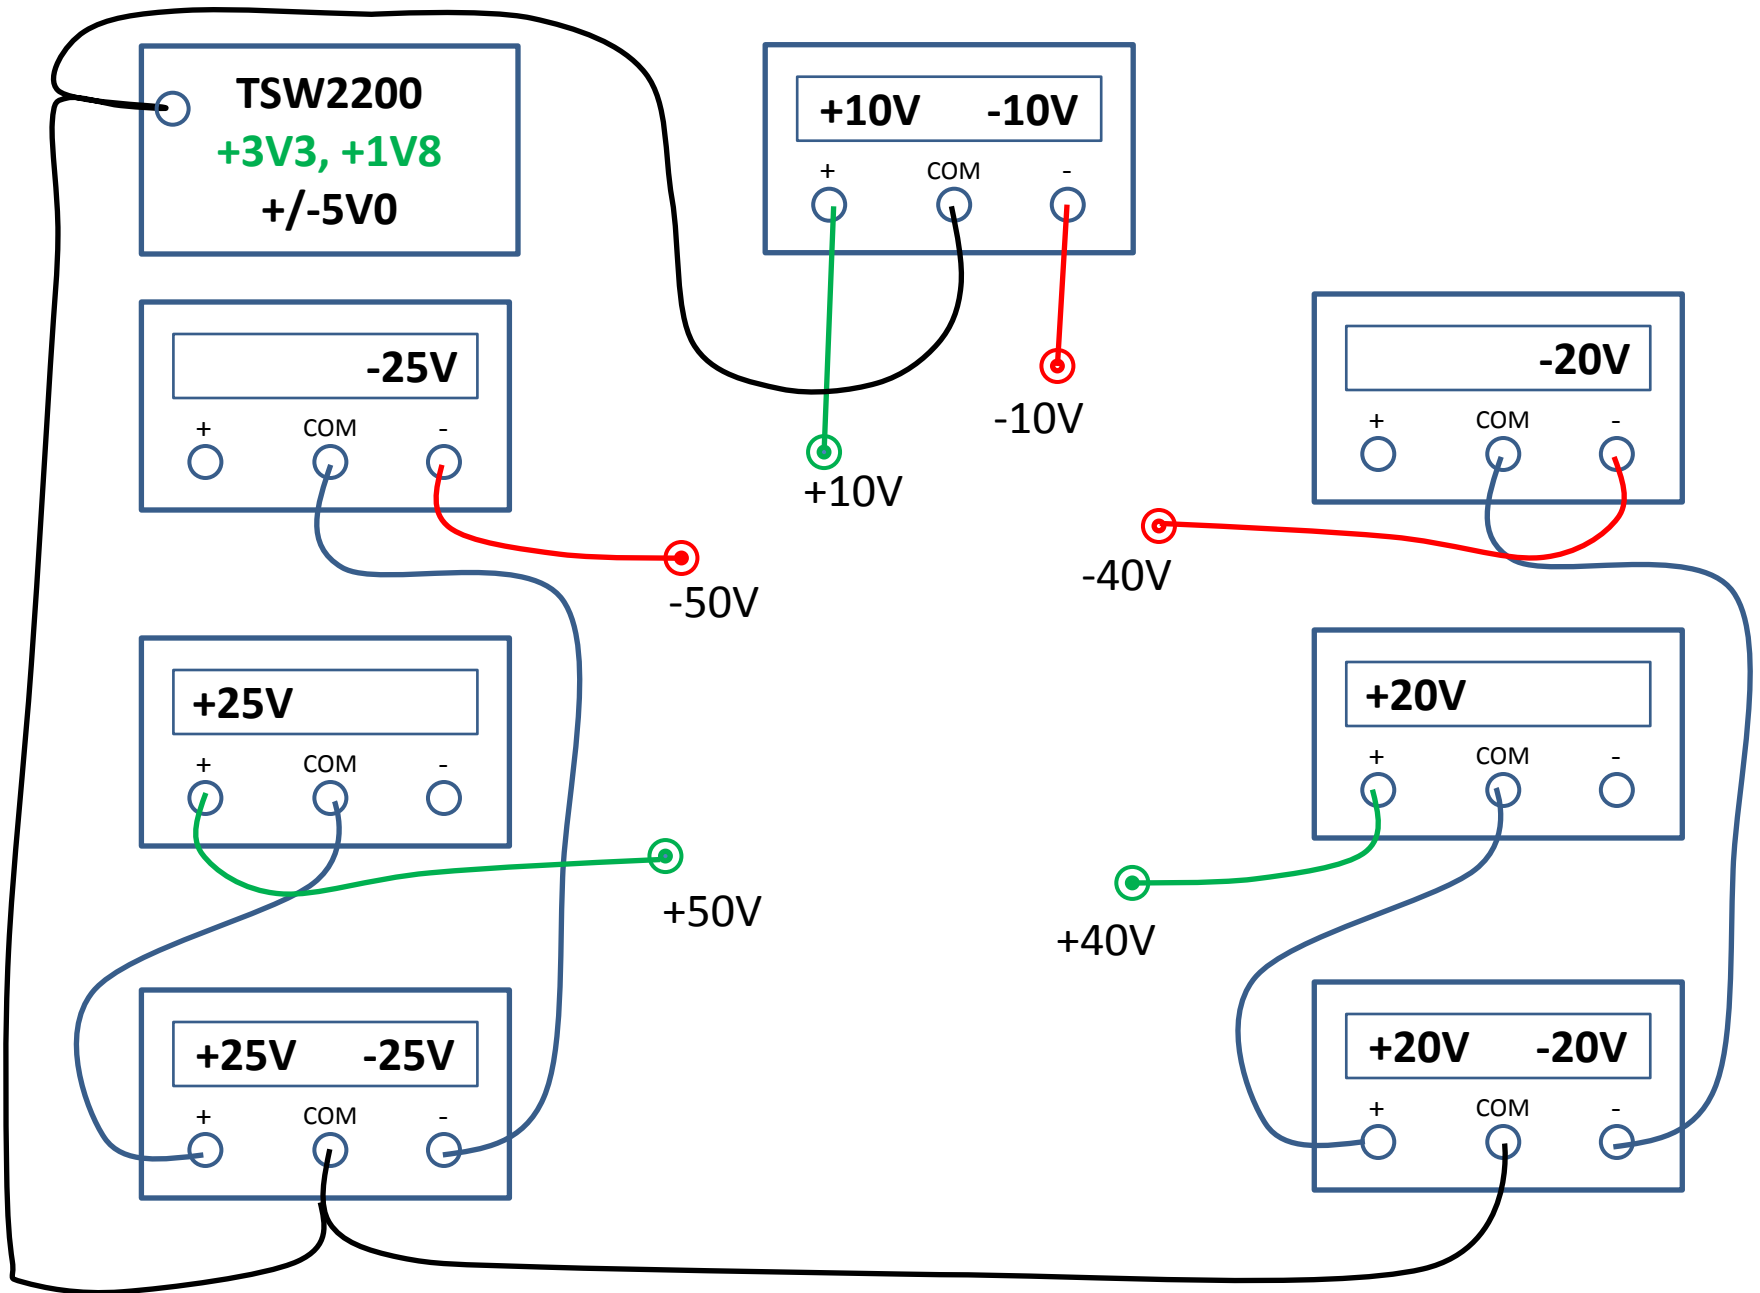 TSW2200
+3V3, +1V8
+/-5V0
+10V -10V
+ COM -
-10V
+10V
-25V
+ COM -
-50V
+25V
+ COM -
+50V
+25V -25V
+ COM -
-20V
+ COM -
-40V
+20V
+ COM -
+40V
+20V -20V
+ COM -